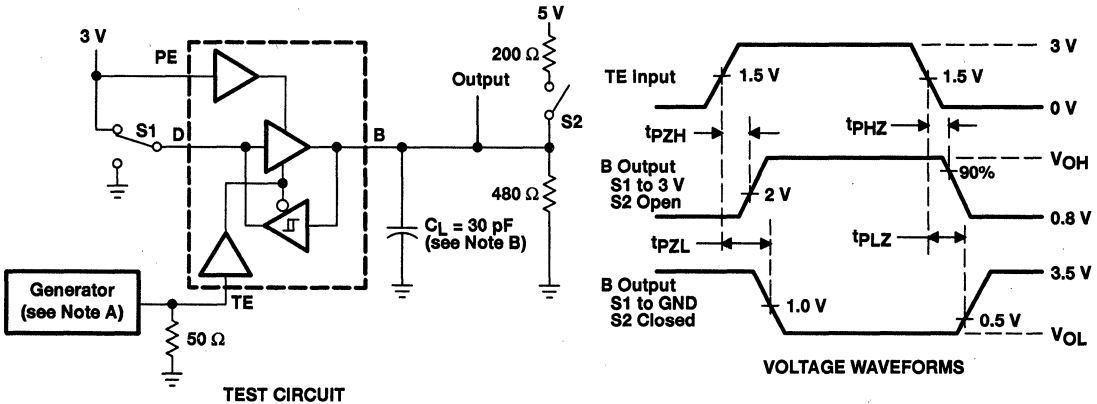 3 V
PE
S1
D
B
Output
5 V
200 Ω
S2
480 Ω
CL = 30 pF
(see Note B)
TE
Generator
(see Note A)
50 Ω
TEST CIRCUIT
TE Input
1.5 V
1.5 V
3 V
0 V
tPZH
tPHZ
B Output
S1 to 3 V
S2 Open
2 V
VOH
90%
0.8 V
tPZL
tPLZ
B Output
S1 to GND
S2 Closed
1.0 V
3.5 V
0.5 V
VOL
VOLTAGE WAVEFORMS